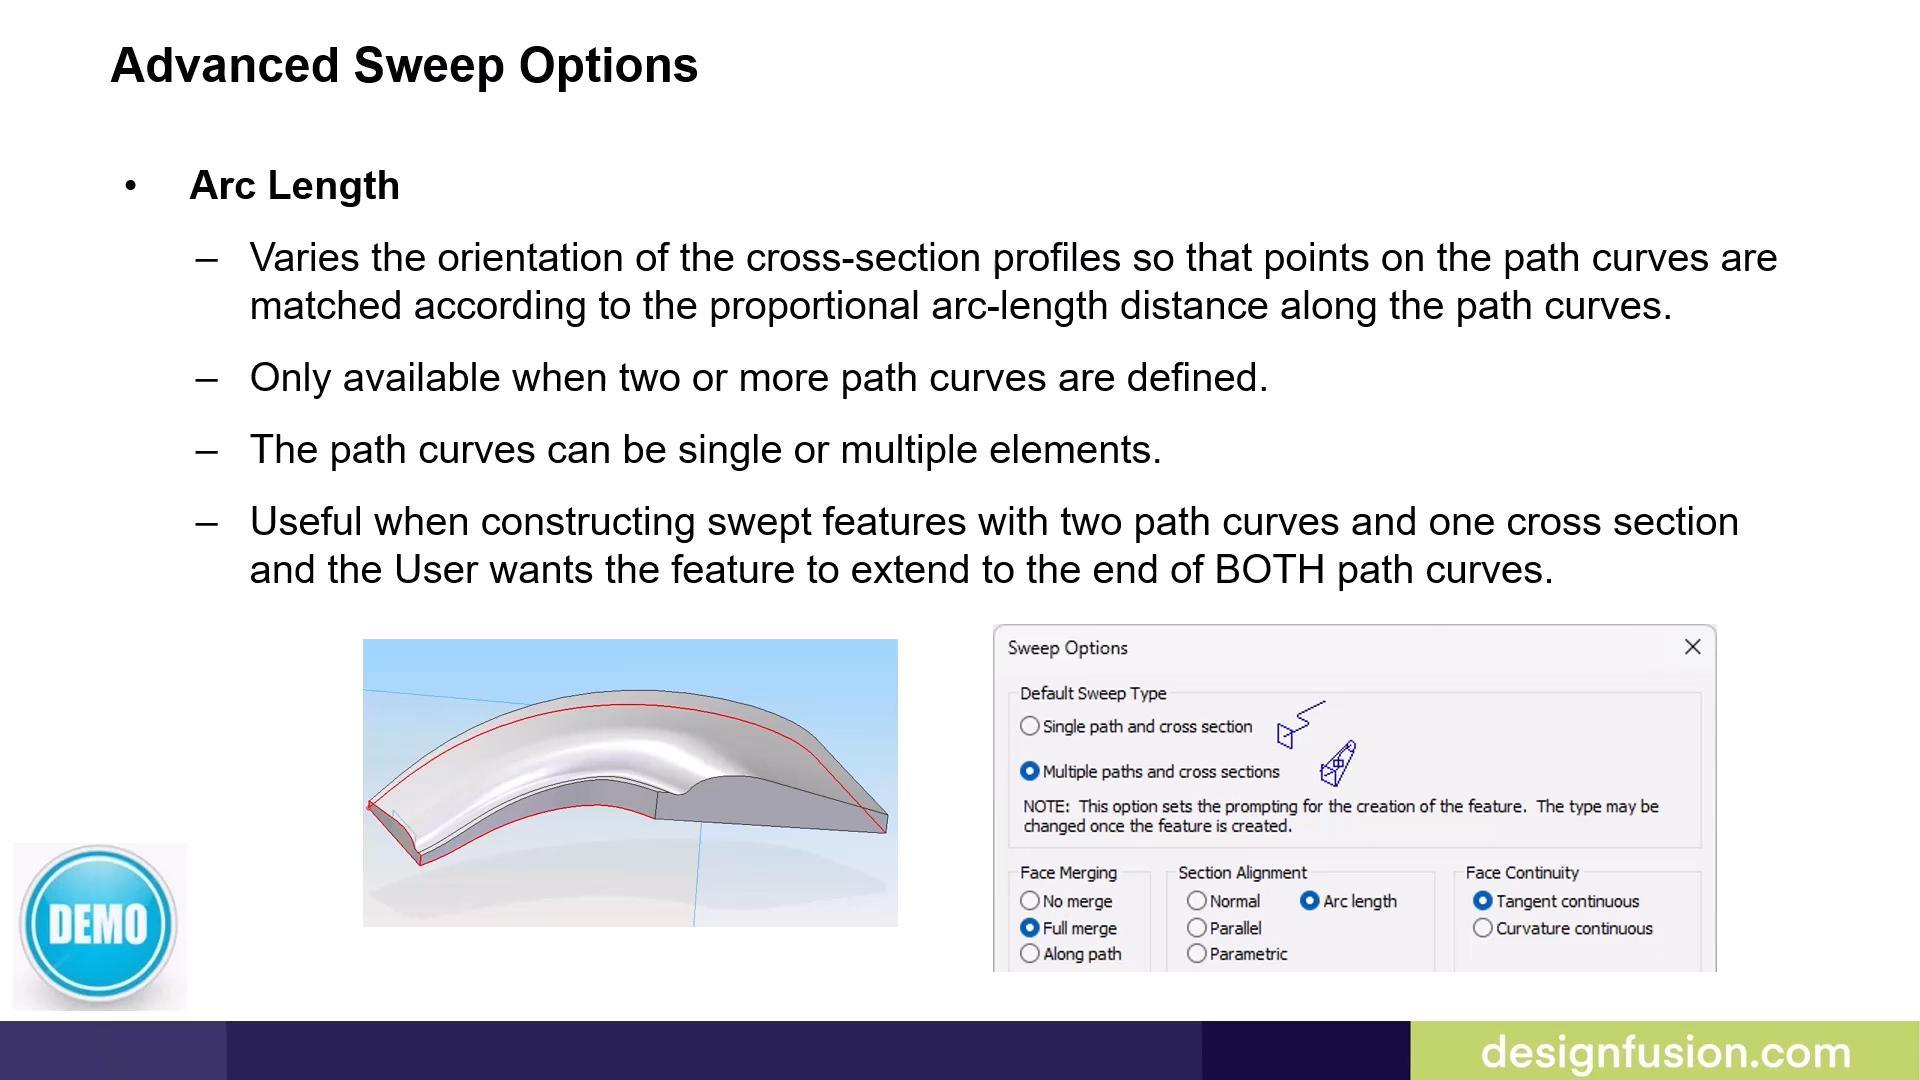 Advanced Sweep Options
• Arc Length
– Varies the orientation of the cross-section profiles so that points on the path curves are
matched according to the proportional arc-length distance along the path curves.
– Only available when two or more path curves are defined.
– The path curves can be single or multiple elements.
– Useful when constructing swept features with two path curves and one cross section
and the User wants the feature to extend to the end of BOTH path curves.
Sweep Options
Default Sweep Type
Single path and cross section
Multiple paths and cross sections
NOTE: This option sets the prompting for the creation of the feature. The type may be
changed once the feature is created.
Face Merging
No merge
Full merge
Along path
Section Alignment
Normal
Arc length
Parallel
Parametric
Face Continuity
Tangent continuous
Curvature continuous
DEMO
designfusion.com